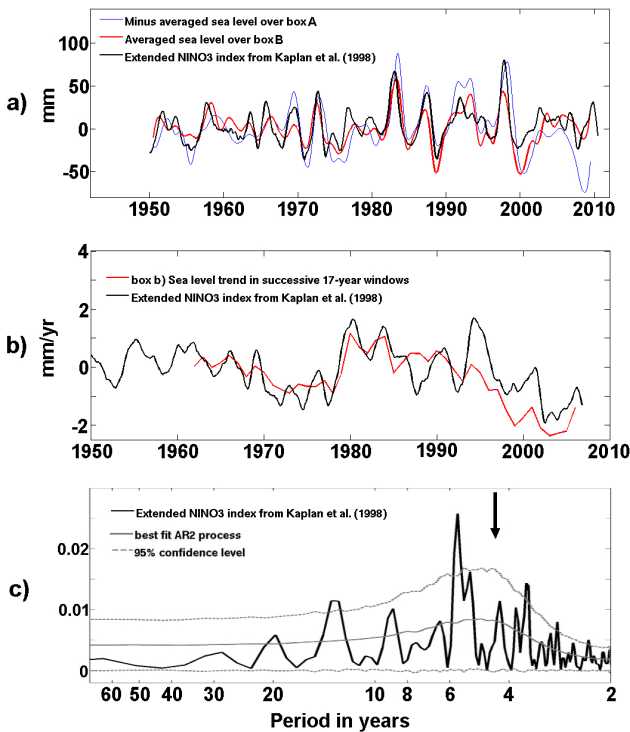 a)
mm
Minus averaged sea level over box A
Averaged sea level over box B
Extended NINO3 index from Kaplan et al. (1998)
100
50
0
-50
1950 1960 1970 1980 1990 2000 2010
b)
mm/yr
box b) Sea level trend in successive 17-year windows
Extended NINO3 index from Kaplan et al. (1998)
4
2
0
-2
1950 1960 1970 1980 1990 2000 2010
c)
Extended NINO3 index from Kaplan et al. (1998)
best fit AR2 process
95% confidence level
0.02
0.01
0
60 50 40 30 20 10 8 6 4 2
Period in years